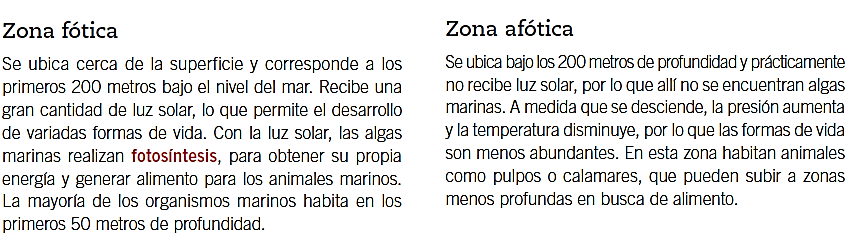 Zona fótica
Se ubica cerca de la superficie y corresponde a los
primeros 200 metros bajo el nivel del mar. Recibe una
gran cantidad de luz solar, lo que permite el desarrollo
de variadas formas de vida. Con la luz solar, las algas
marinas realizan fotosíntesis, para obtener su propia
energía y generar alimento para los animales marinos.
La mayoría de los organismos marinos habita en los
primeros 50 metros de profundidad.
Zona afótica
Se ubica bajo los 200 metros de profundidad y prácticamente
no recibe luz solar, por lo que allí no se encuentran algas
marinas. A medida que se desciende, la presión aumenta
y la temperatura disminuye, por lo que las formas de vida
son menos abundantes. En esta zona habitan animales
como pulpos o calamares, que pueden subir a zonas
menos profundas en busca de alimento.